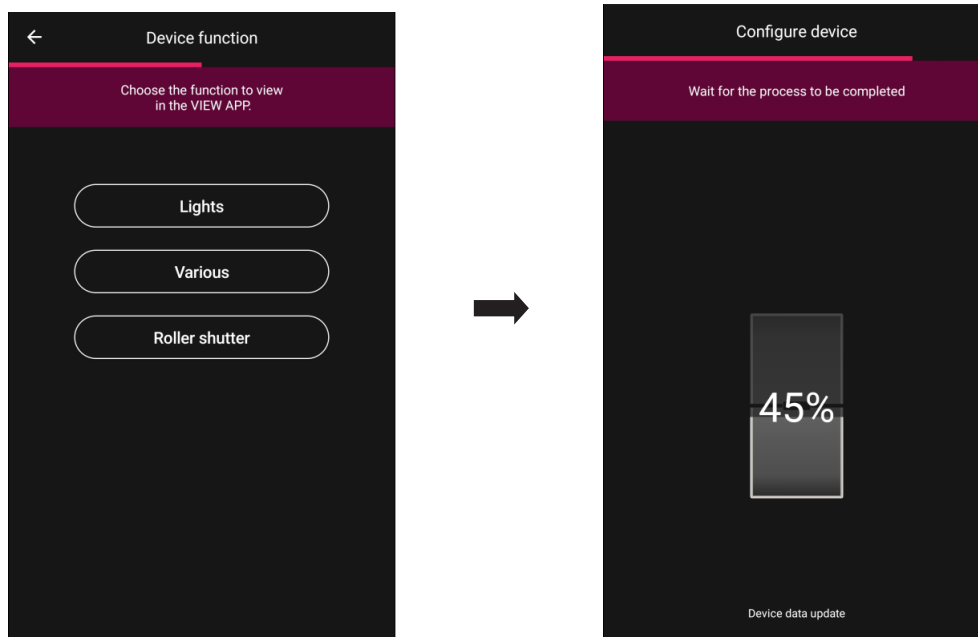 Device function
Choose the function to view
in the VIEW APP.
Lights
Various
Roller shutter
Configure device
Wait for the process to be completed
45%
Device data update